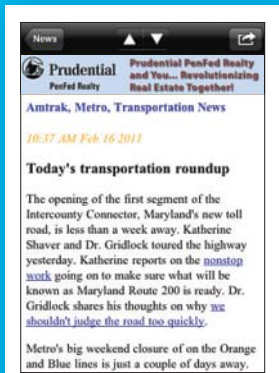 News
Prudential
PenFed Realty
Prudential PenFed Realty
and You... Revolutionizing
Real Estate Together!
Amtrak, Metro, Transportation News
10:37 AM Feb 16 2011
Today's transportation roundup
The opening of the first segment of the
Intercounty Connector, Maryland's new toll
road, is less than a week away. Katherine
Shaver and Dr. Gridlock toured the highway
yesterday. Katherine reports on the nonstop
work going on to make sure what will be
known as Maryland Route 200 is ready. Dr.
Gridlock shares his thoughts on why we
shouldn't judge the road too quickly.
Metro's big weekend closure of on the Orange
and Blue lines is just a couple of days away.